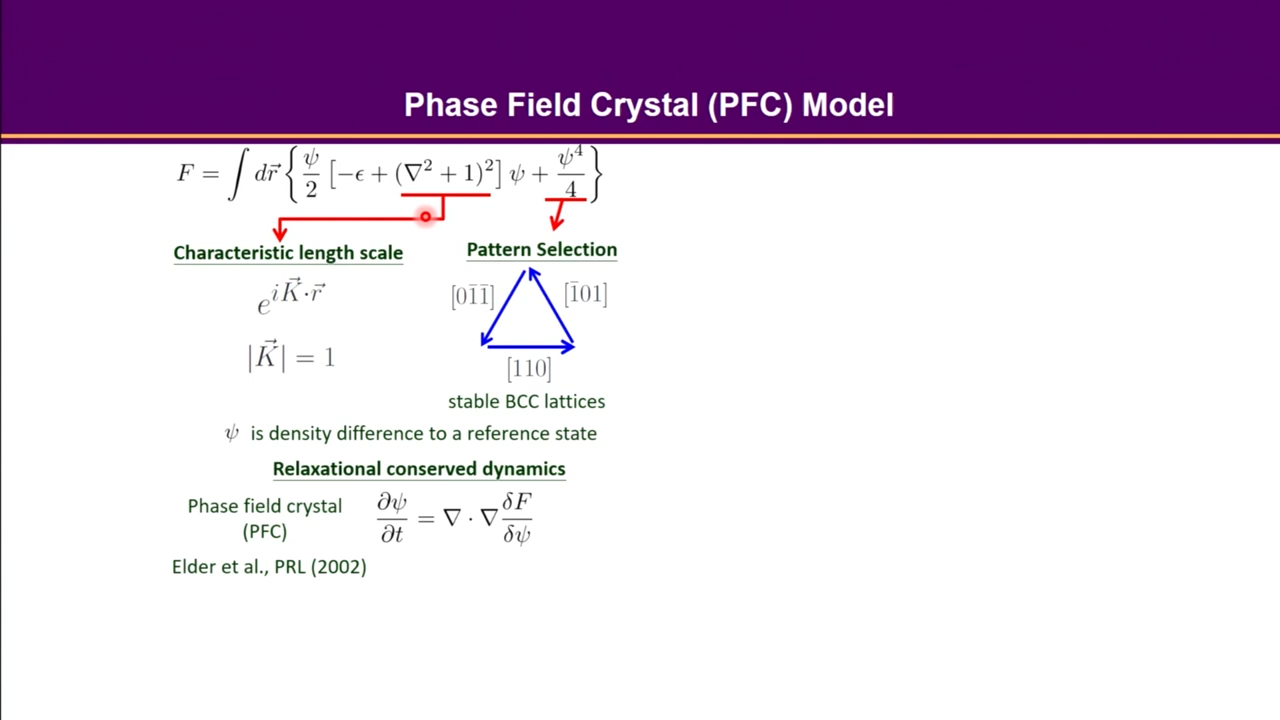 Phase Field Crystal (PFC) Model
F = ∫ dr⃗ { ψ/2 [−ϵ + (∇² + 1)²] ψ + ψ⁴/4 }
Characteristic length scale
Pattern Selection
e^{iK⃗·r⃗}
[01̄1̄]
[1̄01]
|K⃗| = 1
[110]
stable BCC lattices
ψ is density difference to a reference state
Relaxational conserved dynamics
Phase field crystal
(PFC)
∂ψ/∂t = ∇ · ∇ δF/δψ
Elder et al., PRL (2002)